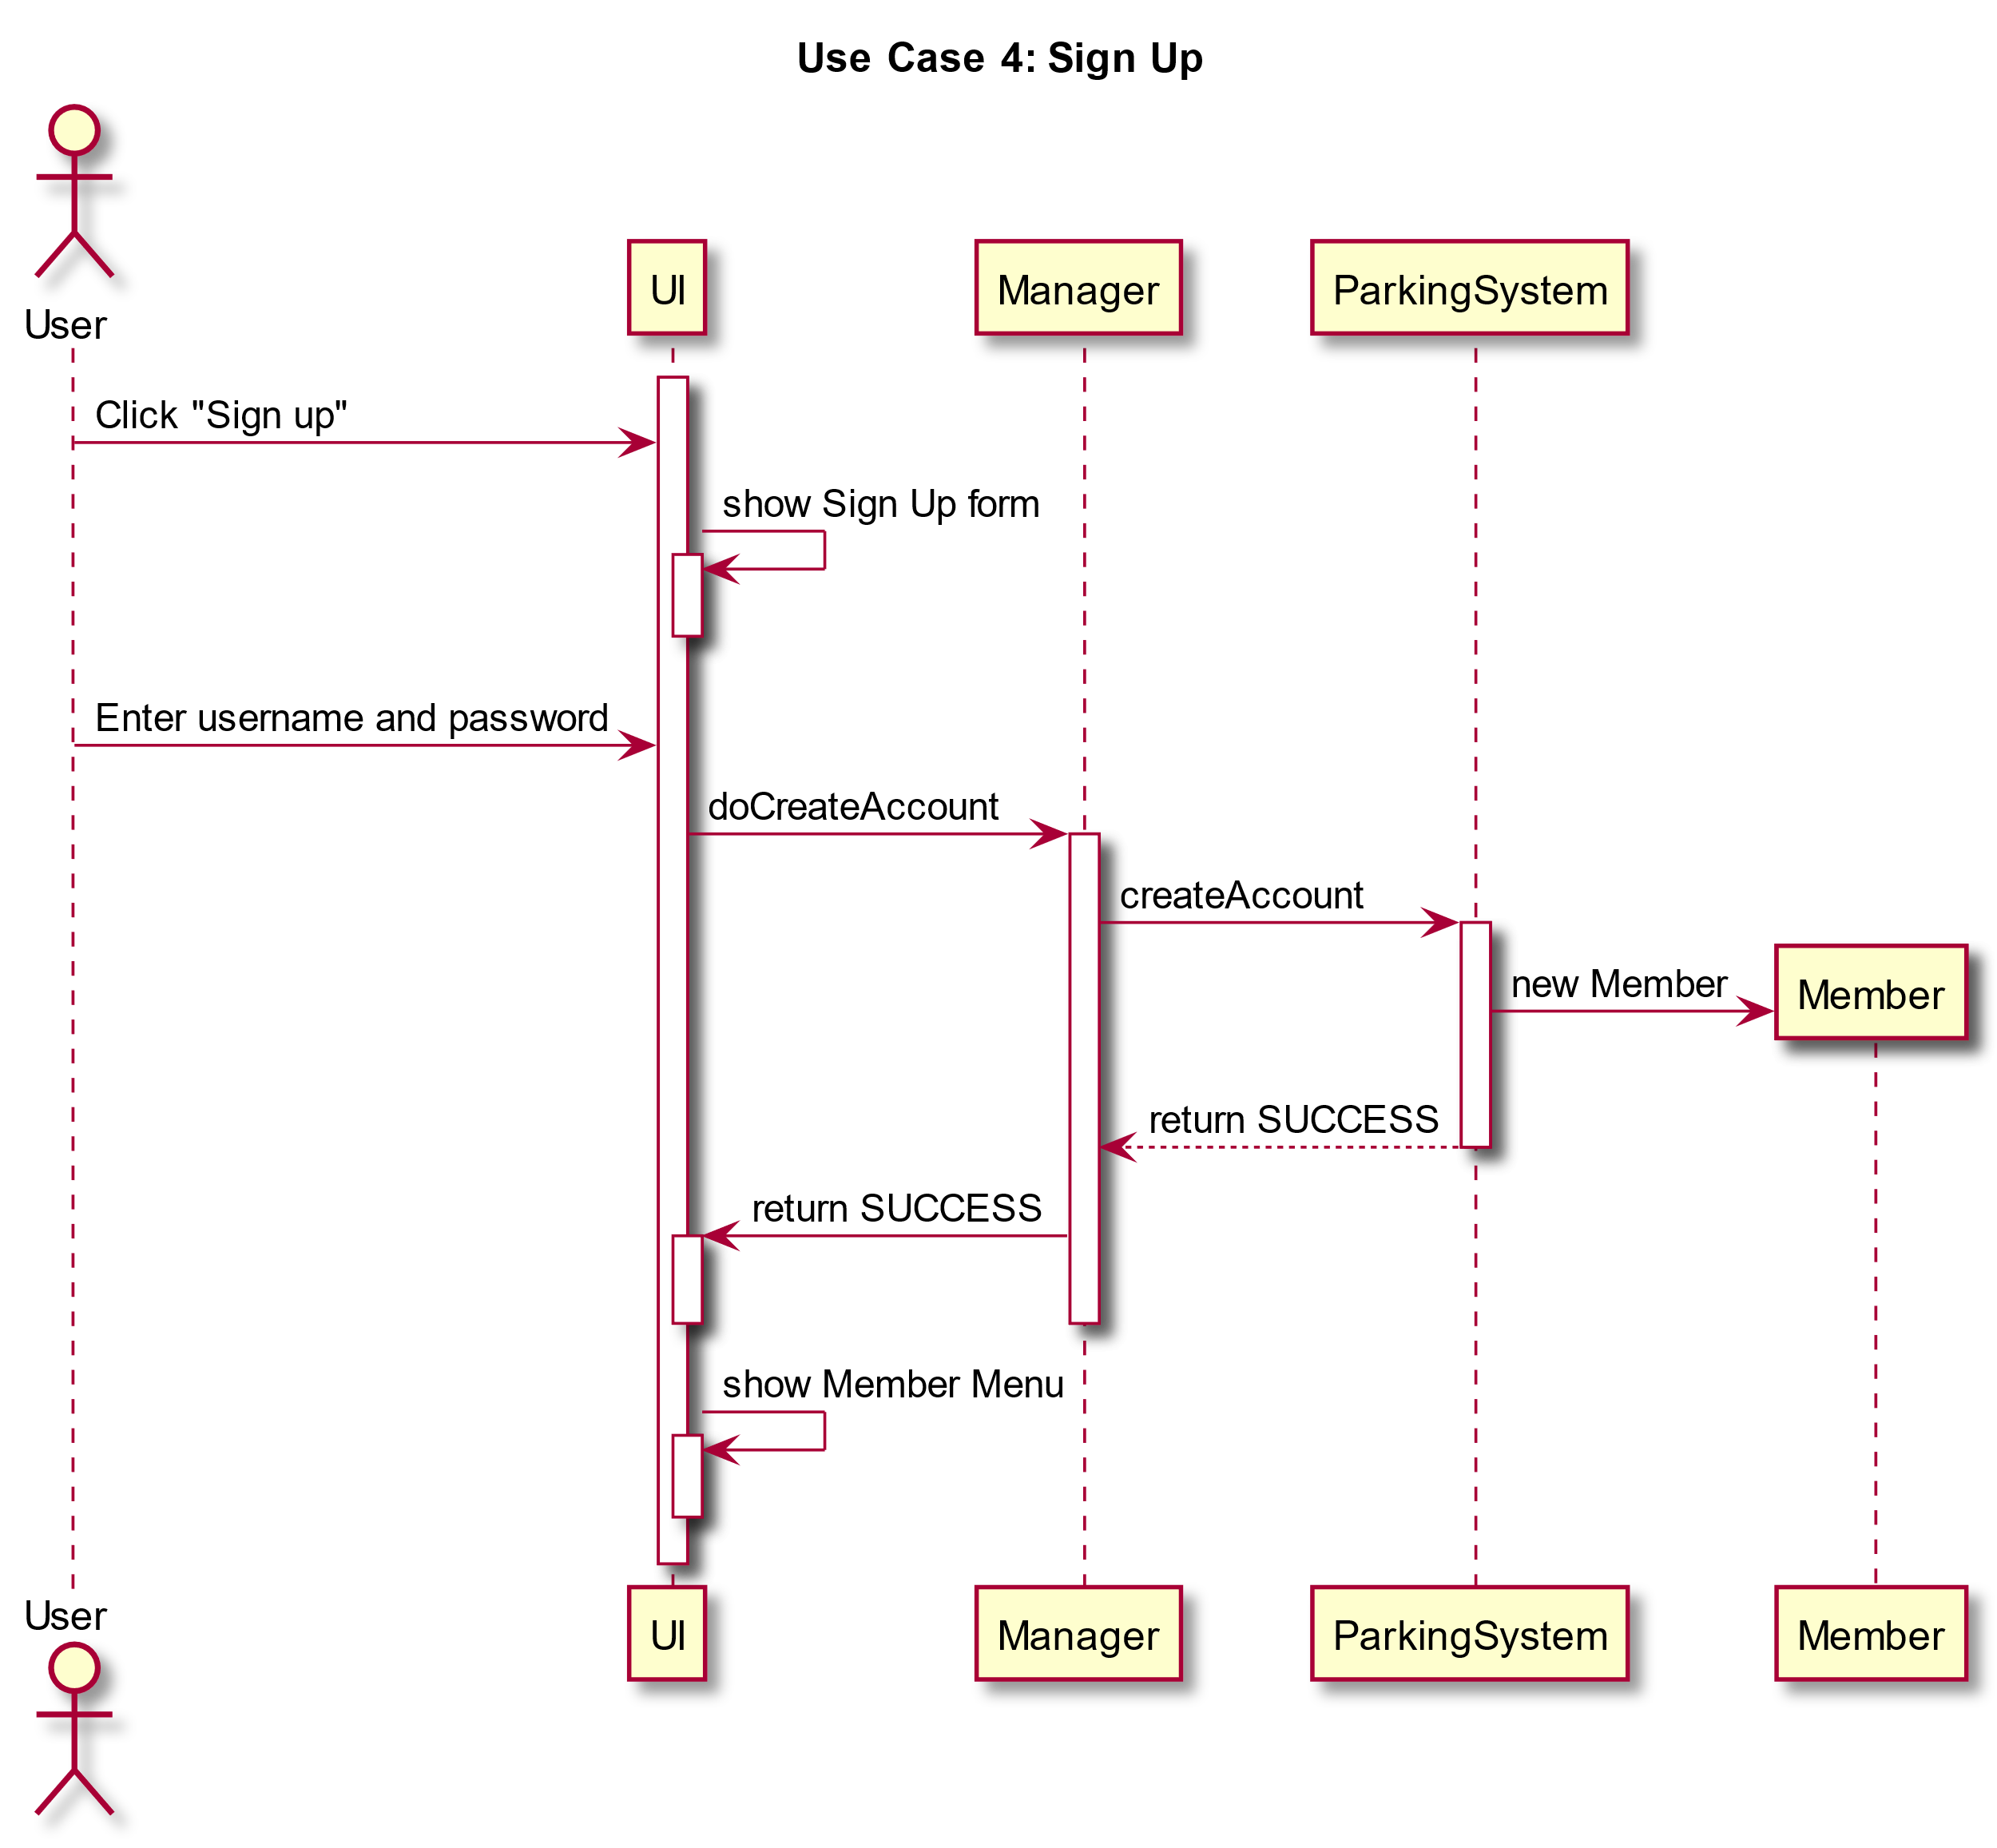 Use Case 4: Sign Up
User
UI
Manager
ParkingSystem
Click "Sign up"
show Sign Up form
Enter username and password
doCreateAccount
createAccount
new Member
Member
return SUCCESS
return SUCCESS
show Member Menu
User
UI
Manager
ParkingSystem
Member